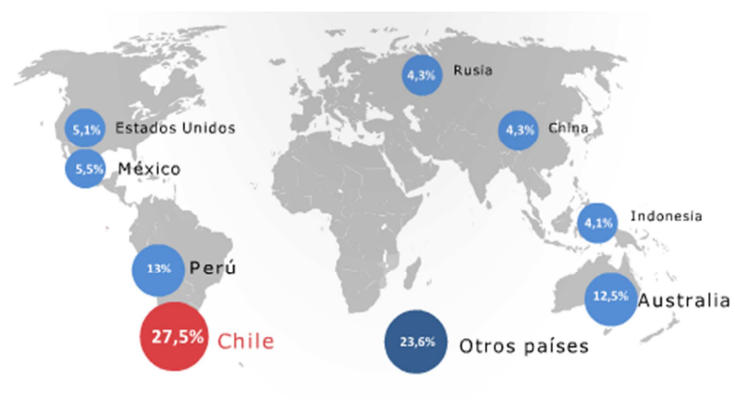 4,3% Rusia
5,1% Estados Unidos
4,3% China
5,5% México
4,1% Indonesia
13% Perú
12,5% Australia
27,5% Chile
23,6% Otros países